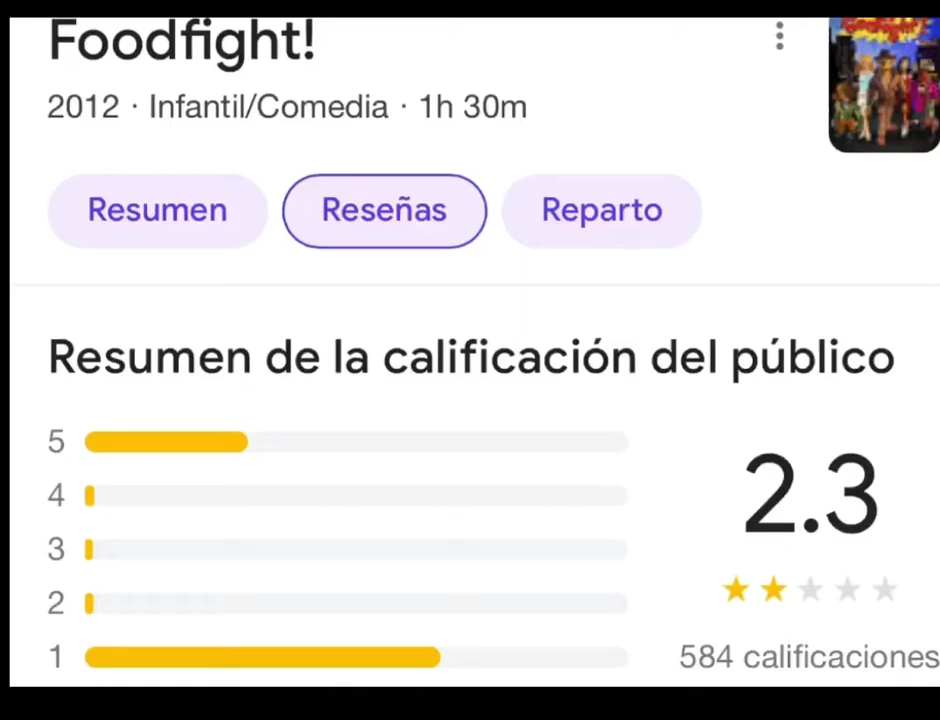 Foodfight!
2012 · Infantil/Comedia · 1h 30m
Resumen
Reseñas
Reparto
Resumen de la calificación del público
5
4
3
2
1
2.3
584 calificaciones